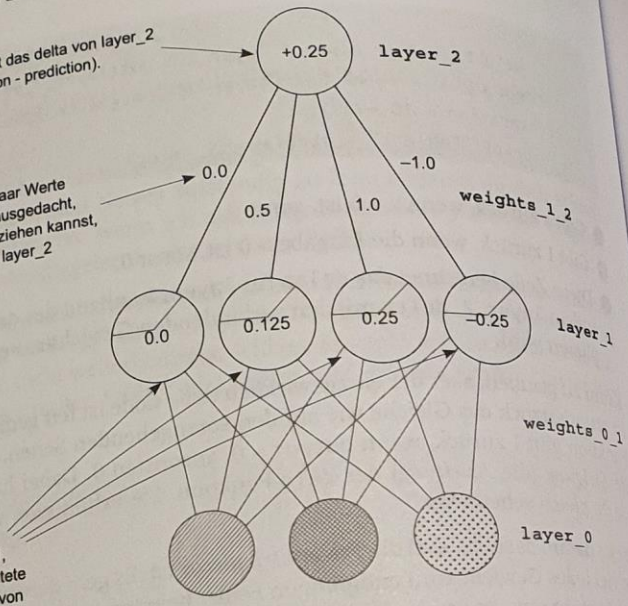 das delta von layer_2
- prediction).
+0.25
layer_2
0.0
0.5
1.0
–1.0
weights_1_2
aar Werte
usgedacht,
ziehen kannst,
layer_2
0.0
0.125
0.25
–0.25
layer_1
weights_0_1
layer_0
tete
von